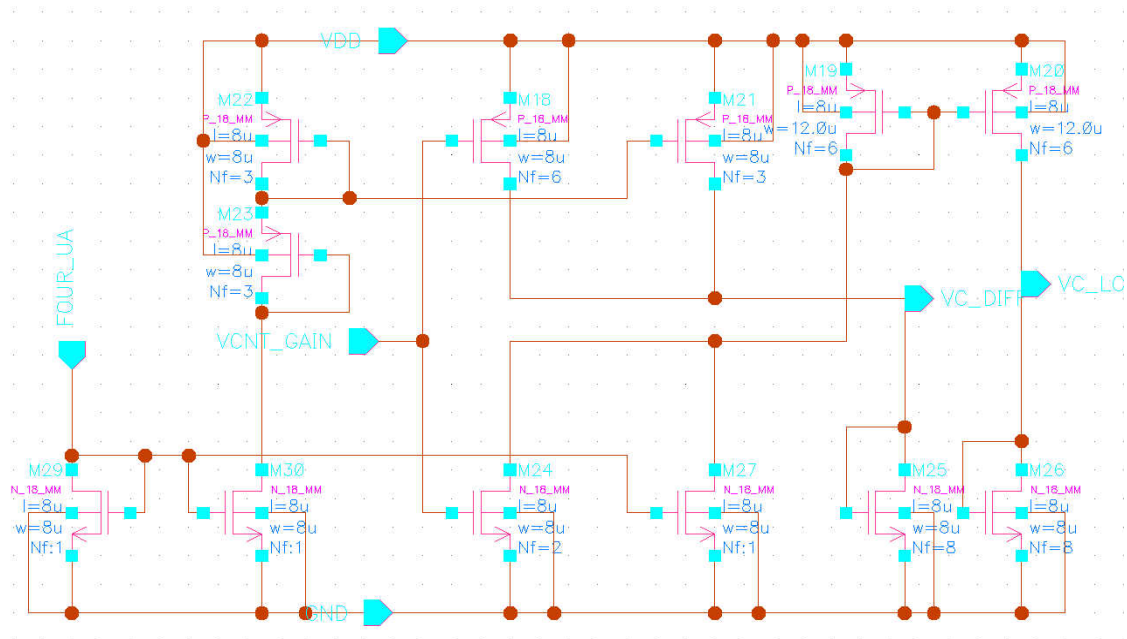 VDD
M22
P_18_MM
l=8u
w=8u
Nf=3
M18
P_18_MM
l=8u
w=8u
Nf=6
M21
P_18_MM
l=8u
w=8u
Nf=3
M19
P_18_MM
l=8u
w=12.0u
Nf=6
M20
P_18_MM
l=8u
w=12.0u
Nf=6
M23
P_18_MM
l=8u
w=8u
Nf=3
FOUR_UA
VCNT_GAIN
VC_DIFF
VC_LO
M29
N_18_MM
l=8u
w=8u
Nf:1
M30
N_18_MM
l=8u
w=8u
Nf:1
M24
N_18_MM
l=8u
w=8u
Nf=2
M27
N_18_MM
l=8u
w=8u
Nf:1
M25
N_18_MM
l=8u
w=8u
Nf=8
M26
N_18_MM
l=8u
w=8u
Nf=8
GND